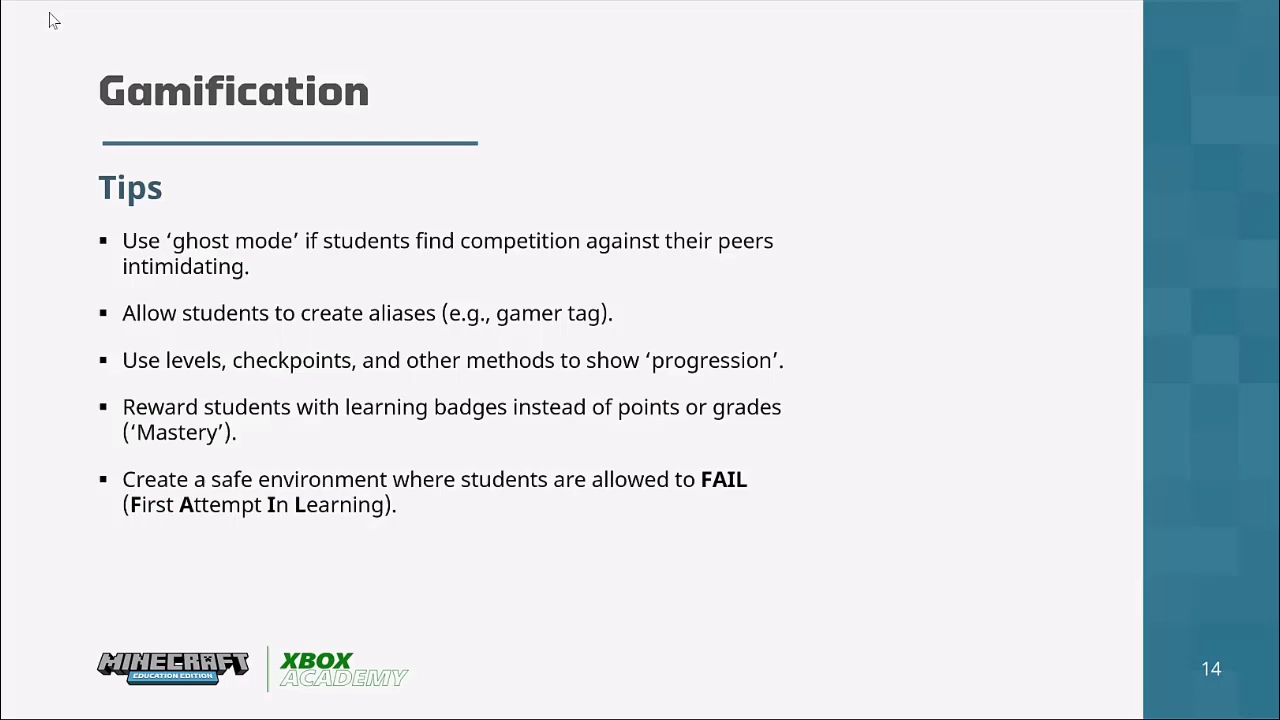 Gamification
Tips
▪ Use ‘ghost mode’ if students find competition against their peers
intimidating.
▪ Allow students to create aliases (e.g., gamer tag).
▪ Use levels, checkpoints, and other methods to show ‘progression’.
▪ Reward students with learning badges instead of points or grades
(‘Mastery’).
▪ Create a safe environment where students are allowed to FAIL
(First Attempt In Learning).
MINECRAFT
EDUCATION EDITION
XBOX
ACADEMY
14